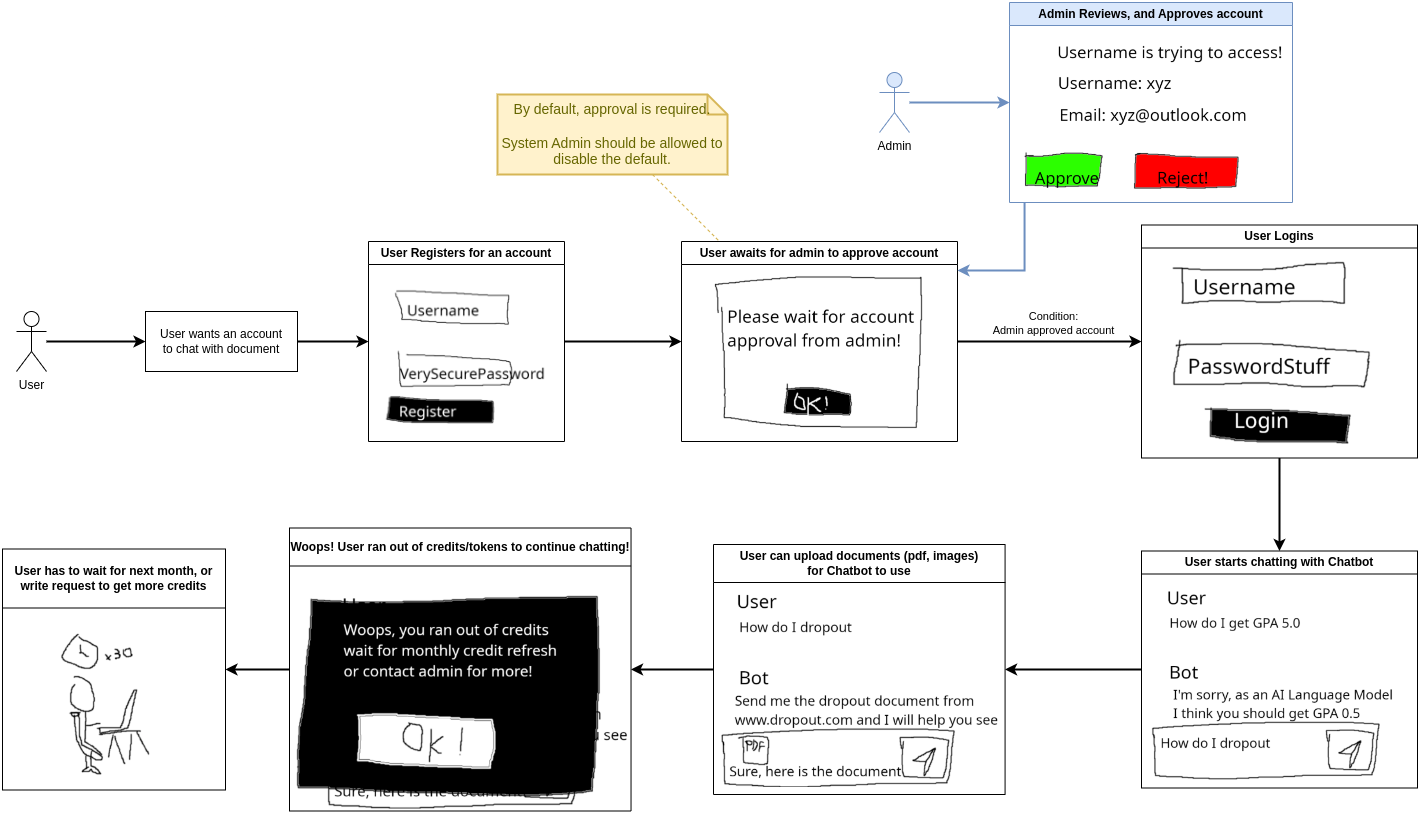 Admin Reviews, and Approves account
Username is trying to access!
Username: xyz
Email: xyz@outlook.com
Approve
Reject!
Admin
By default, approval is required.
System Admin should be allowed to
disable the default.
User
User wants an account
to chat with document
User Registers for an account
Username
VerySecurePassword
Register
User awaits for admin to approve account
Please wait for account
approval from admin!
OK!
Condition:
Admin approved account
User Logins
Username
PasswordStuff
Login
User starts chatting with Chatbot
User
How do I get GPA 5.0
Bot
I'm sorry, as an AI Language Model
I think you should get GPA 0.5
How do I dropout
User can upload documents (pdf, images)
for Chatbot to use
User
How do I dropout
Bot
Send me the dropout document from
www.dropout.com and I will help you see
PDF
Sure, here is the document
Woops! User ran out of credits/tokens to continue chatting!
Woops, you ran out of credits
wait for monthly credit refresh
or contact admin for more!
OK!
see
Sure, here is the document
User has to wait for next month, or
write request to get more credits
x30